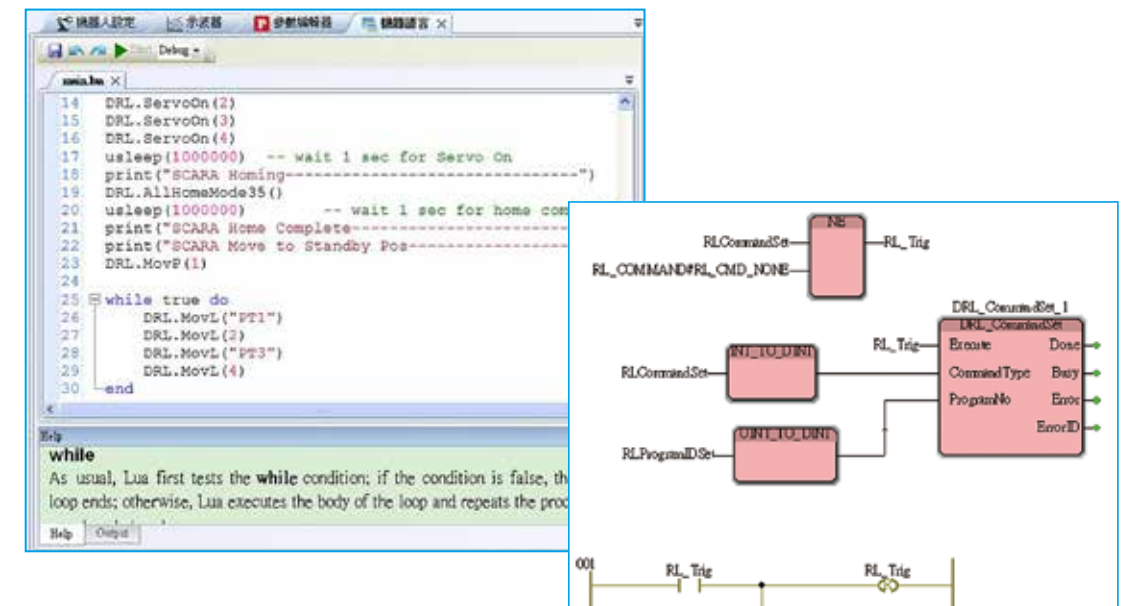 機器人設定 示波器 參數編輯器 機器語言
Debug
main.lua
14 DRL.ServoOn(2)
15 DRL.ServoOn(3)
16 DRL.ServoOn(4)
17 usleep(1000000) -- wait 1 sec for Servo On
18 print("SCARA Homing------------------------------")
19 DRL.AllHomeMode35()
20 usleep(1000000) -- wait 1 sec for home com
21 print("SCARA Home Complete----------------------
22 print("SCARA Move to Standby Pos----------------
23 DRL.MovP(1)
24
25 while true do
26 DRL.MovL("PT1")
27 DRL.MovL(2)
28 DRL.MovL("PT3")
29 DRL.MovL(4)
30 end
Help
while
As usual, Lua first tests the while condition; if the condition is false, th
loop ends; otherwise, Lua executes the body of the loop and repeats the proc
Help Output
NE
RLCommandSet RL_Trig
RL_COMMAND#RL_CMD_NONE
DRL_CommandSet_1
DRL_CommandSet
RL_Trig Execute Done
INT_TO_DINT
RLCommandSet CommandType Busy
ProgramNo Error
ErrorID
UINT_TO_DINT
RLProgramIDSet
001
RL_Trig RL_Trig